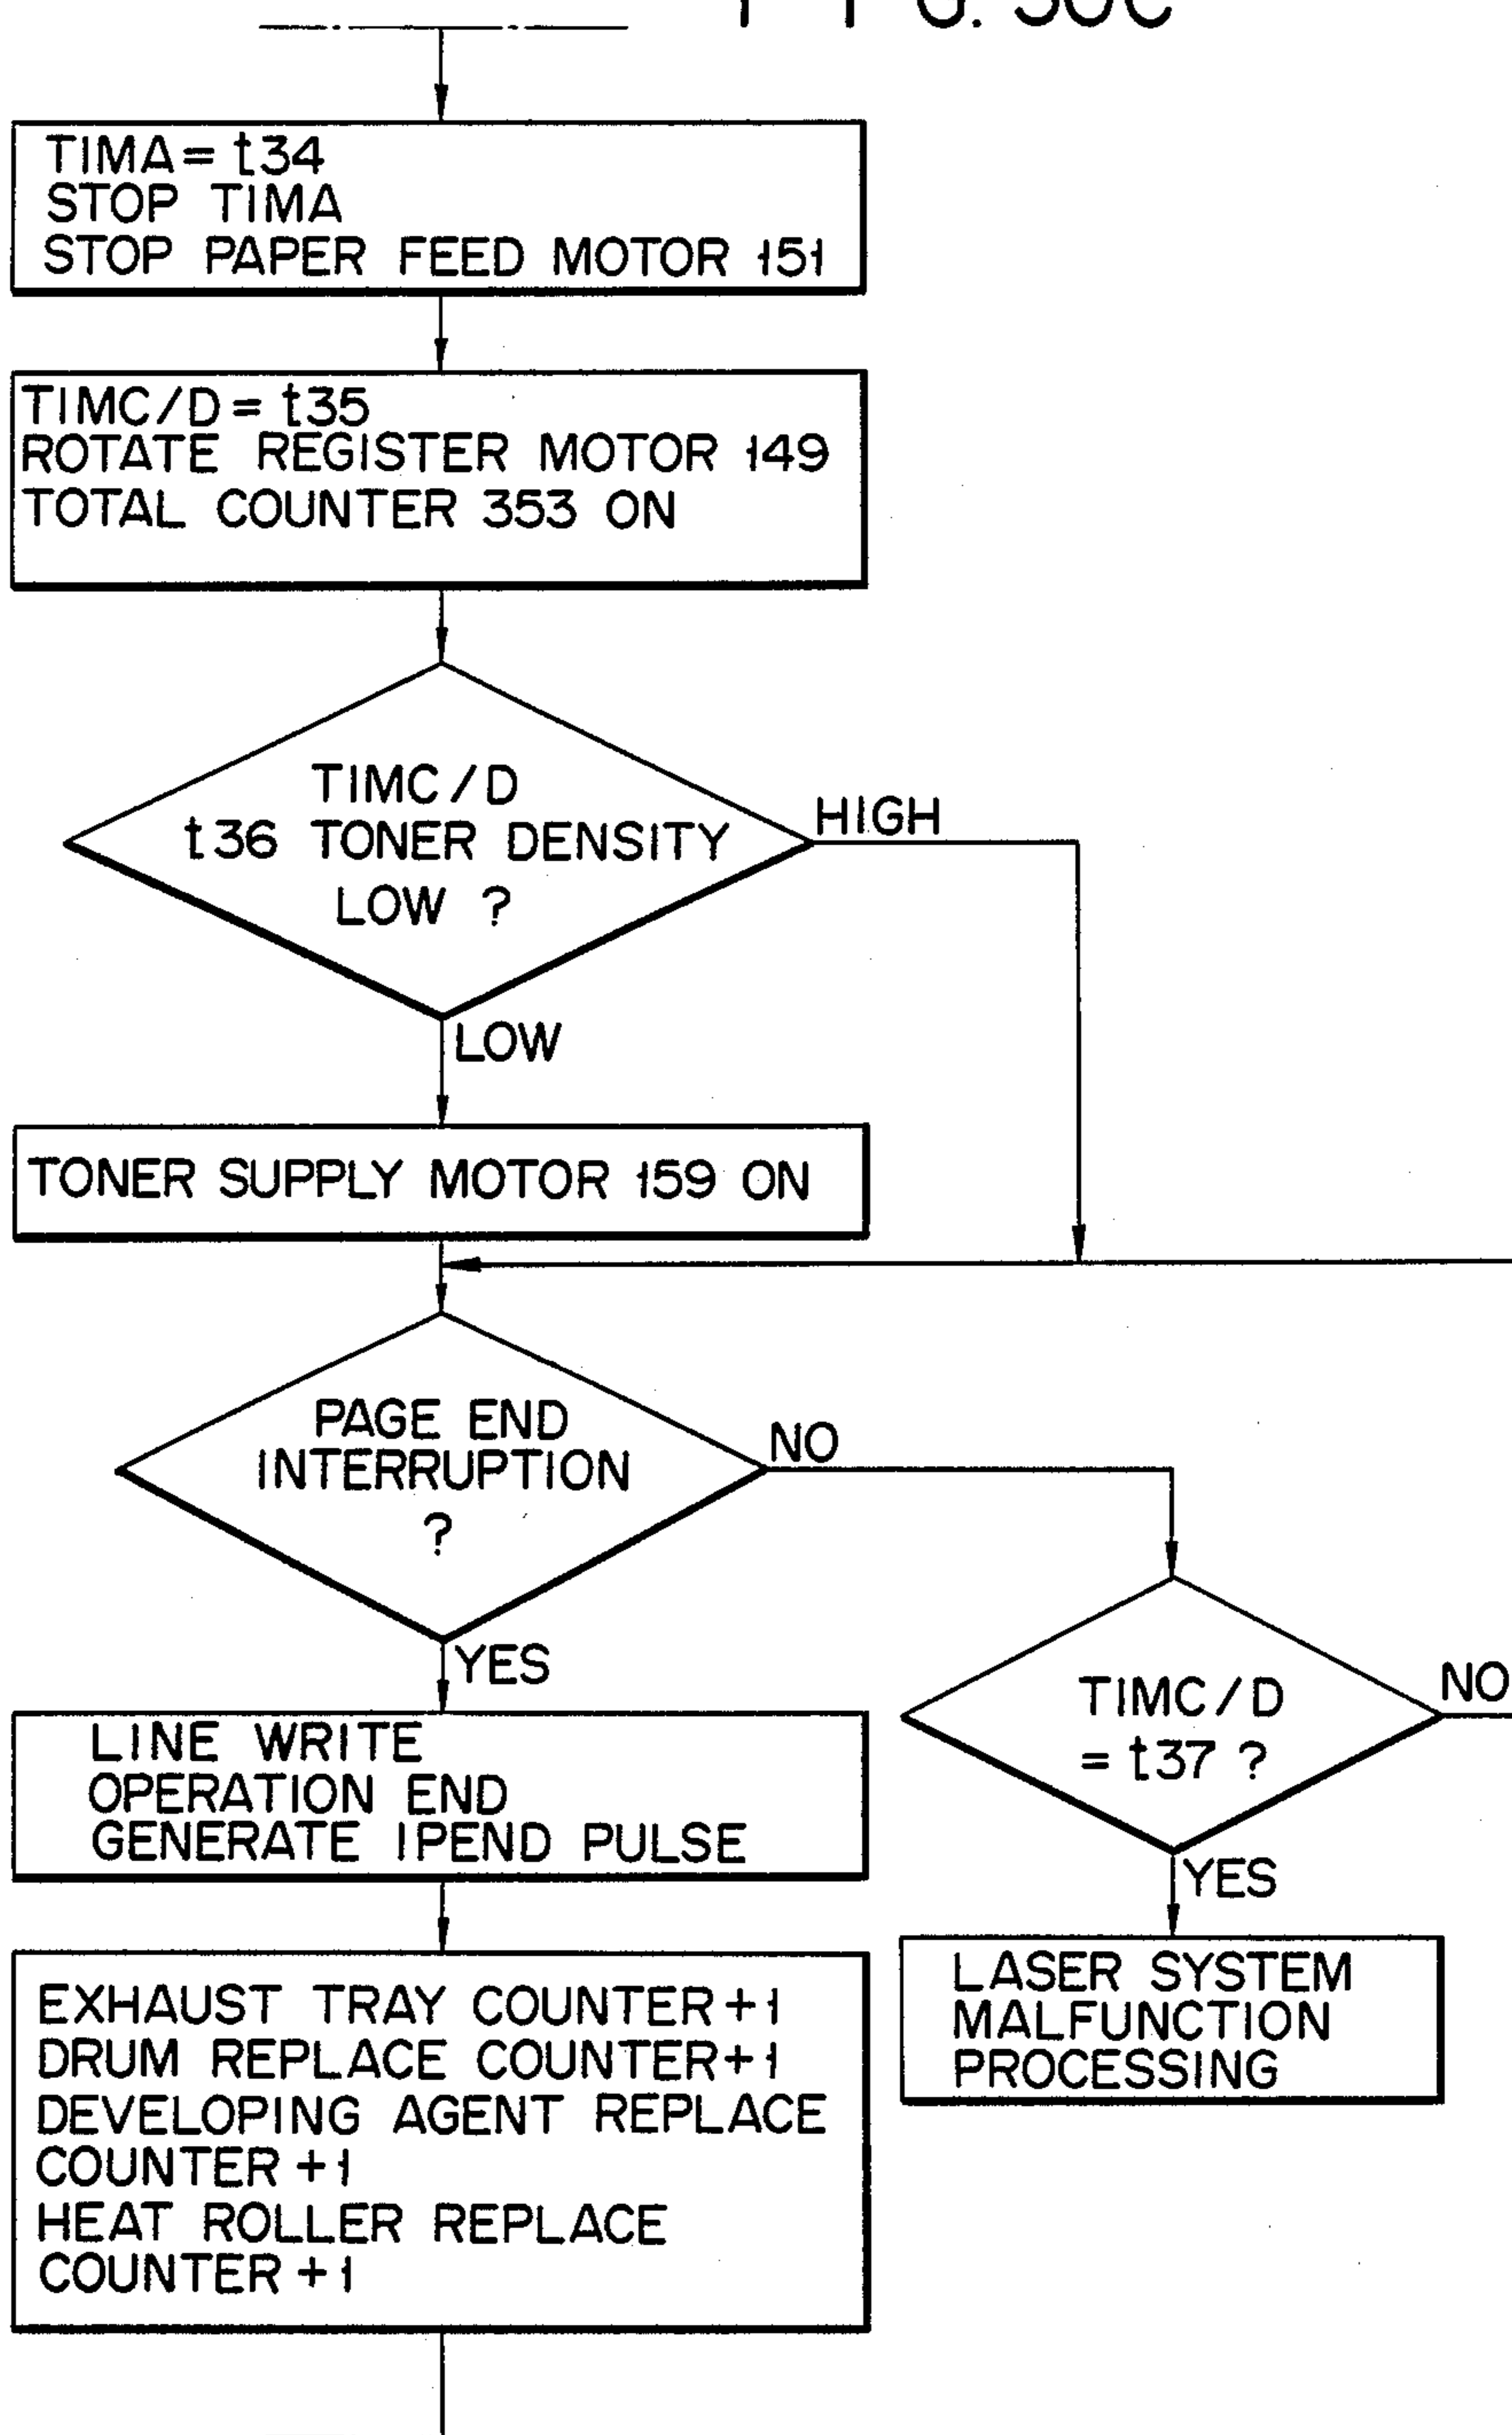 FIG. 50C
TIMA = t34
STOP TIMA
STOP PAPER FEED MOTOR 151
TIMC/D = t35
ROTATE REGISTER MOTOR 149
TOTAL COUNTER 353 ON
TIMC/D
t36 TONER DENSITY
LOW ?
HIGH
LOW
TONER SUPPLY MOTOR 159 ON
PAGE END
INTERRUPTION
?
NO
YES
TIMC/D
= t37 ?
NO
YES
LINE WRITE
OPERATION END
GENERATE IPEND PULSE
LASER SYSTEM
MALFUNCTION
PROCESSING
EXHAUST TRAY COUNTER +1
DRUM REPLACE COUNTER +1
DEVELOPING AGENT REPLACE
COUNTER +1
HEAT ROLLER REPLACE
COUNTER +1